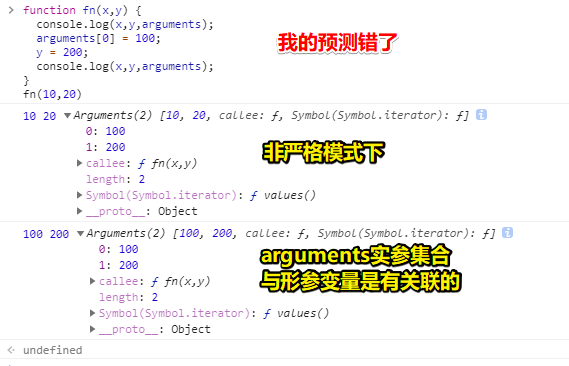 function fn(x,y) {
console.log(x,y,arguments);
arguments[0] = 100;
y = 200;
console.log(x,y,arguments);
}
fn(10,20)
我的预测错了
10 20 ▼Arguments(2) [10, 20, callee: ƒ, Symbol(Symbol.iterator): ƒ] i
0: 100
1: 200
▶callee: ƒ fn(x,y)
length: 2
▶Symbol(Symbol.iterator): ƒ values()
▶__proto__: Object
非严格模式下
100 200 ▼Arguments(2) [100, 200, callee: ƒ, Symbol(Symbol.iterator): ƒ] i
0: 100
1: 200
▶callee: ƒ fn(x,y)
length: 2
▶Symbol(Symbol.iterator): ƒ values()
▶__proto__: Object
arguments实参集合
与形参变量是有关联的
undefined